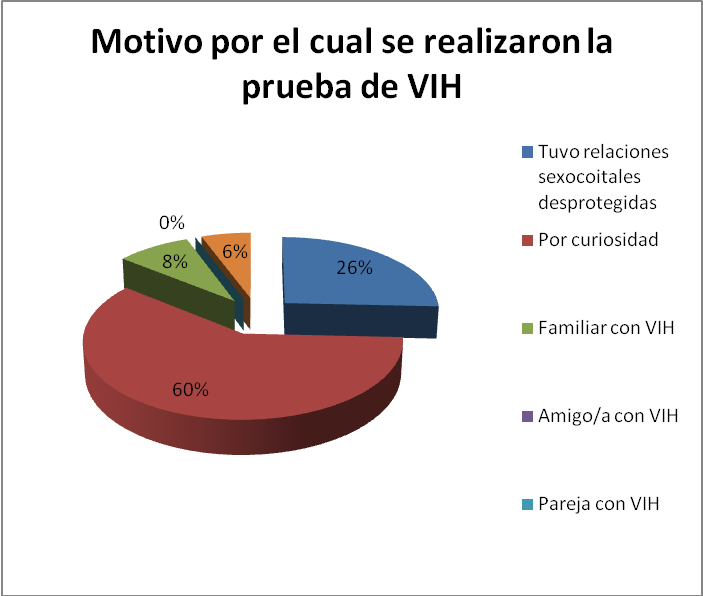 Motivo por el cual se realizaron la
prueba de VIH
Tuvo relaciones
sexocoitales
desprotegidas
Por curiosidad
Familiar con VIH
Amigo/a con VIH
Pareja con VIH
0%
6%
8%
26%
60%